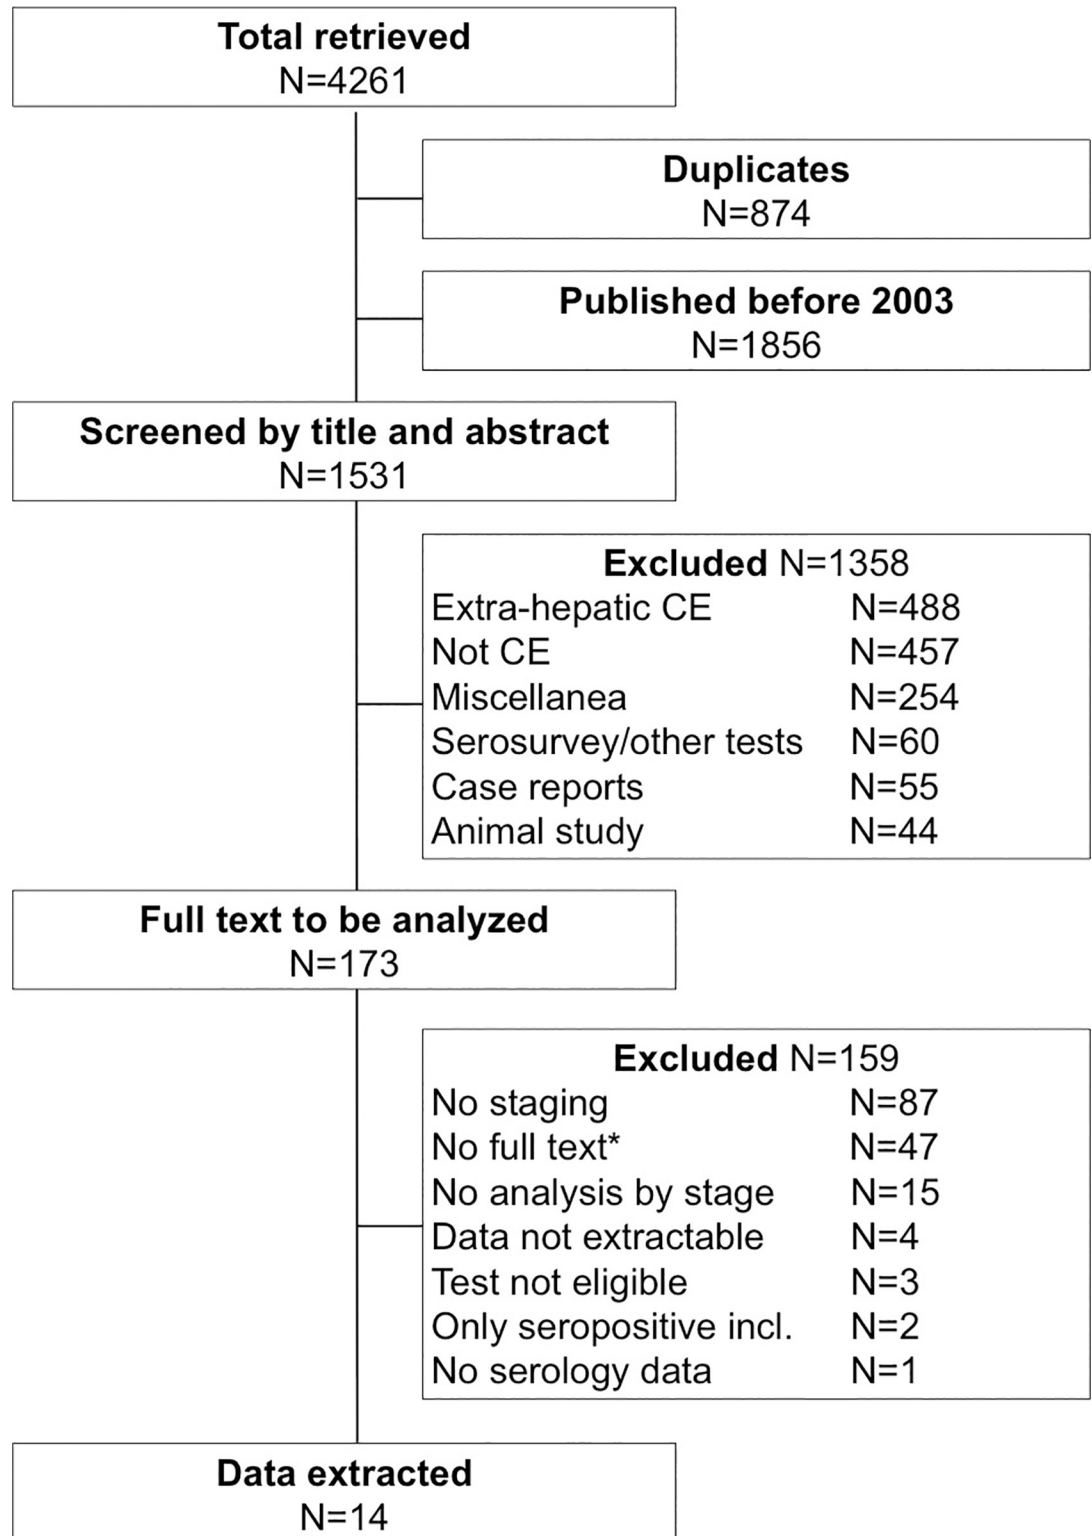 Total retrieved
N=4261
Duplicates
N=874
Published before 2003
N=1856
Screened by title and abstract
N=1531
Excluded N=1358
Extra-hepatic CE N=488
Not CE N=457
Miscellanea N=254
Serosurvey/other tests N=60
Case reports N=55
Animal study N=44
Full text to be analyzed
N=173
Excluded N=159
No staging N=87
No full text* N=47
No analysis by stage N=15
Data not extractable N=4
Test not eligible N=3
Only seropositive incl. N=2
No serology data N=1
Data extracted
N=14